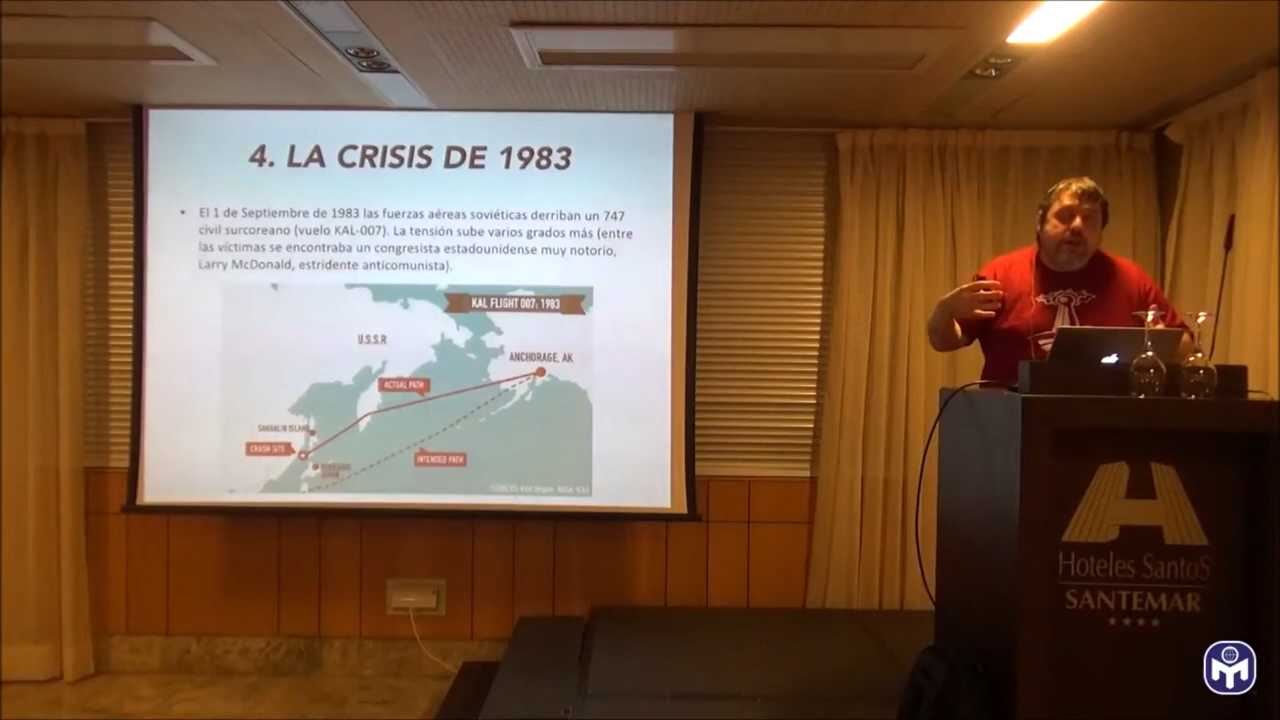 4. LA CRISIS DE 1983
• El 1 de Septiembre de 1983 las fuerzas aéreas soviéticas derriban un 747
civil surcoreano (vuelo KAL-007). La tensión sube varios grados más (entre
las víctimas se encontraba un congresista estadounidense muy notorio,
Larry McDonald, estridente anticomunista).
KAL FLIGHT 007: 1983
U.S.S.R
ANCHORAGE, AK
ACTUAL PATH
SAKHALIN ISLAND
CRASH SITE
INTENDED PATH
Hoteles SantoS
SANTEMAR